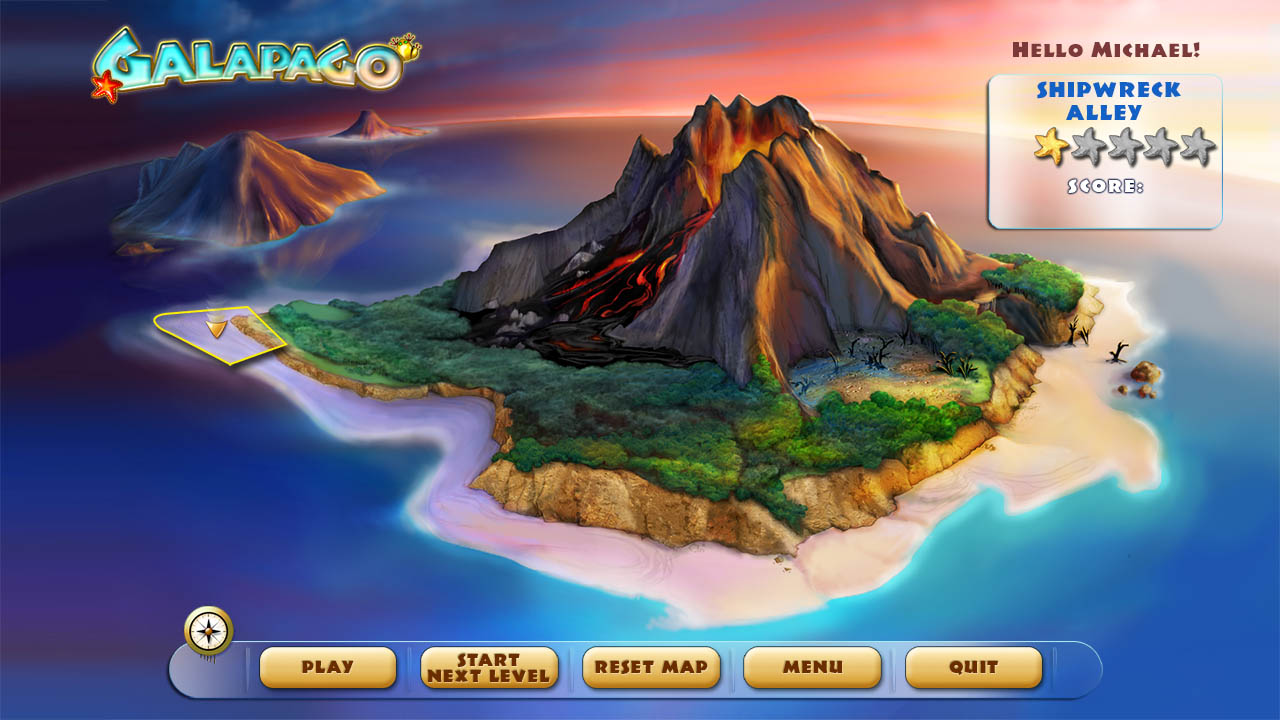 GALAPAGO
HELLO MICHAEL!
SHIPWRECK
ALLEY
SCORE:
PLAY
START
NEXT LEVEL
RESET MAP
MENU
QUIT